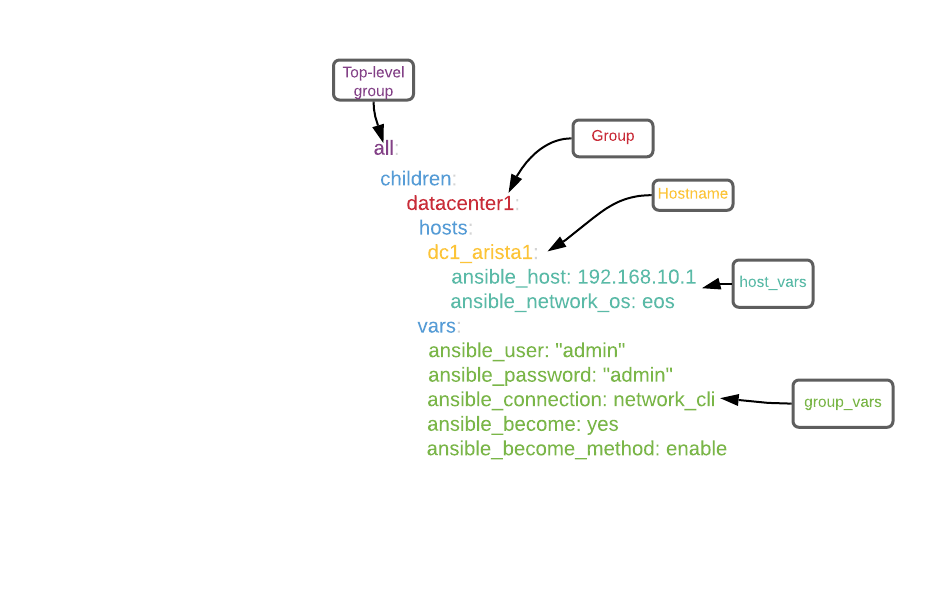 Top-level
group
all:
Group
children:
Hostname
datacenter1:
hosts:
dc1_arista1:
ansible_host: 192.168.10.1
host_vars
ansible_network_os: eos
vars:
ansible_user: "admin"
ansible_password: "admin"
ansible_connection: network_cli
group_vars
ansible_become: yes
ansible_become_method: enable